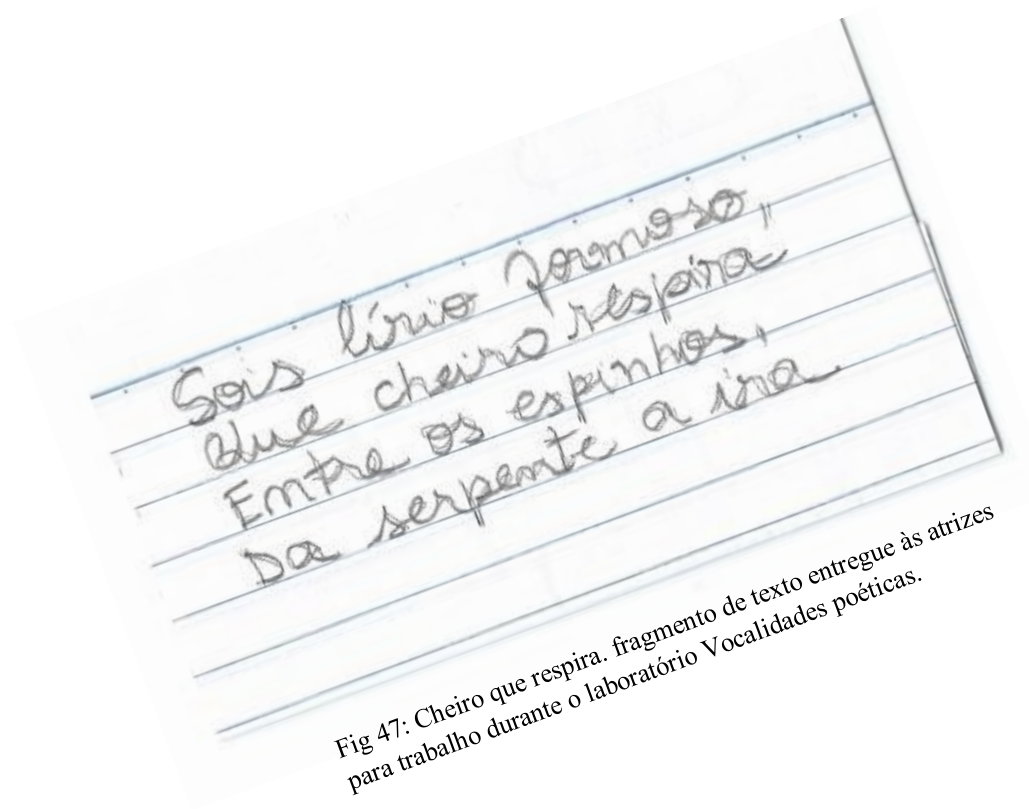 Sois lírio formoso,
Que cheiro respira
Entre os espinhos,
Da serpente a ira
Fig 47: Cheiro que respira. fragmento de texto entregue às atrizes
para trabalho durante o laboratório Vocalidades poéticas.